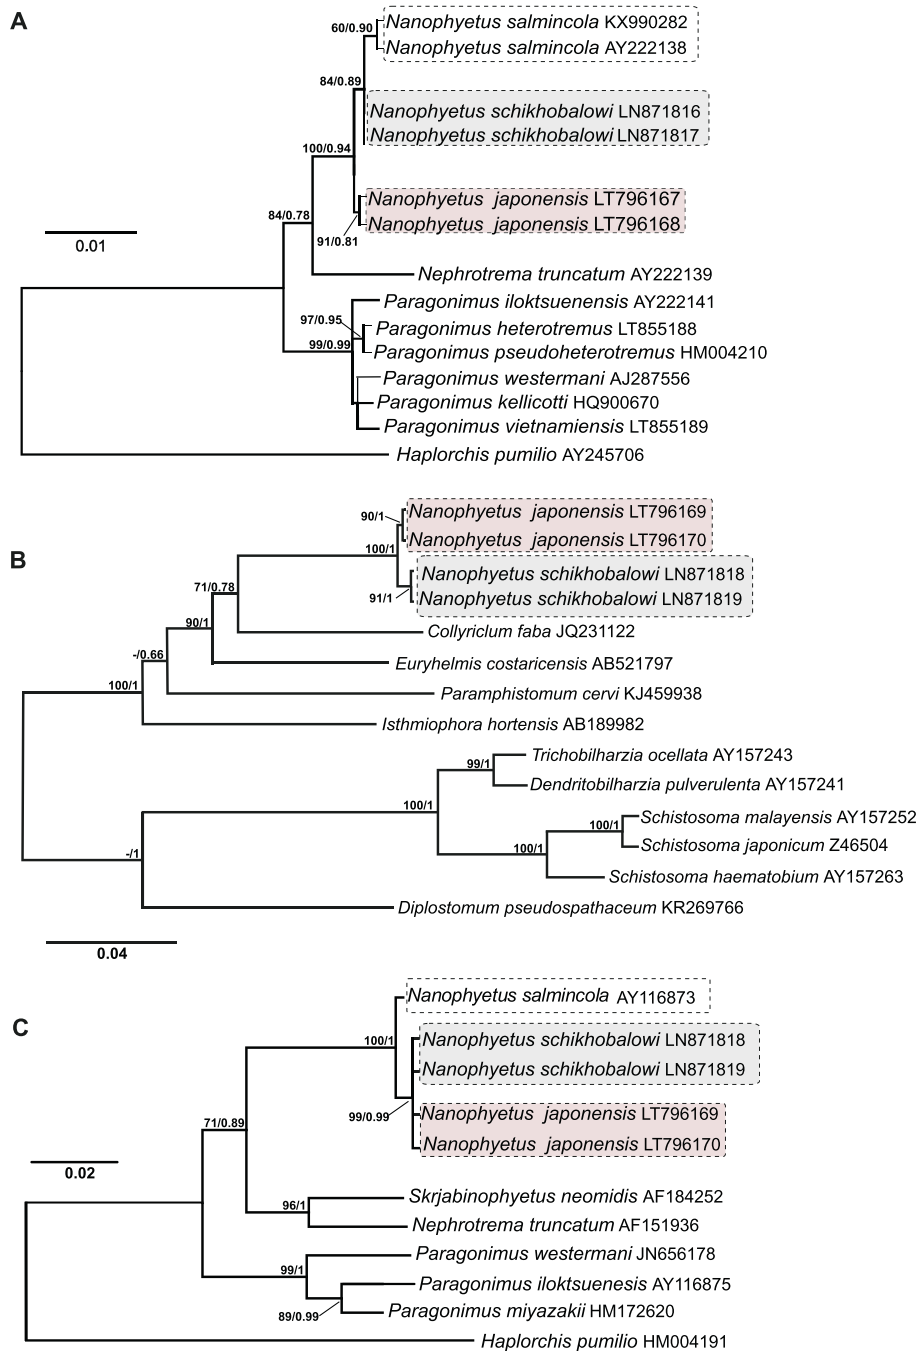 A
60/0.90
Nanophyetus salmincola KX990282
Nanophyetus salmincola AY222138
84/0.89
Nanophyetus schikhobalowi LN871816
Nanophyetus schikhobalowi LN871817
100/0.94
Nanophyetus japonensis LT796167
Nanophyetus japonensis LT796168
84/0.78
91/0.81
0.01
Nephrotrema truncatum AY222139
Paragonimus iloktsuenensis AY222141
97/0.95
Paragonimus heterotremus LT855188
99/0.99
Paragonimus pseudoheterotremus HM004210
Paragonimus westermani AJ287556
Paragonimus kellicotti HQ900670
Paragonimus vietnamiensis LT855189
Haplorchis pumilio AY245706
B
90/1
Nanophyetus japonensis LT796169
Nanophyetus japonensis LT796170
100/1
Nanophyetus schikhobalowi LN871818
91/1
Nanophyetus schikhobalowi LN871819
71/0.78
90/1
Collyriclum faba JQ231122
-/0.66
Euryhelmis costaricensis AB521797
100/1
Paramphistomum cervi KJ459938
Isthmiophora hortensis AB189982
99/1
Trichobilharzia ocellata AY157243
Dendritobilharzia pulverulenta AY157241
100/1
100/1
Schistosoma malayensis AY157252
Schistosoma japonicum Z46504
100/1
-/1
Schistosoma haematobium AY157263
Diplostomum pseudospathaceum KR269766
0.04
C
Nanophyetus salmincola AY116873
100/1
Nanophyetus schikhobalowi LN871818
Nanophyetus schikhobalowi LN871819
99/0.99
Nanophyetus japonensis LT796169
Nanophyetus japonensis LT796170
71/0.89
0.02
96/1
Skrjabinophyetus neomidis AF184252
Nephrotrema truncatum AF151936
99/1
Paragonimus westermani JN656178
Paragonimus iloktsuenesis AY116875
89/0.99
Paragonimus miyazakii HM172620
Haplorchis pumilio HM004191